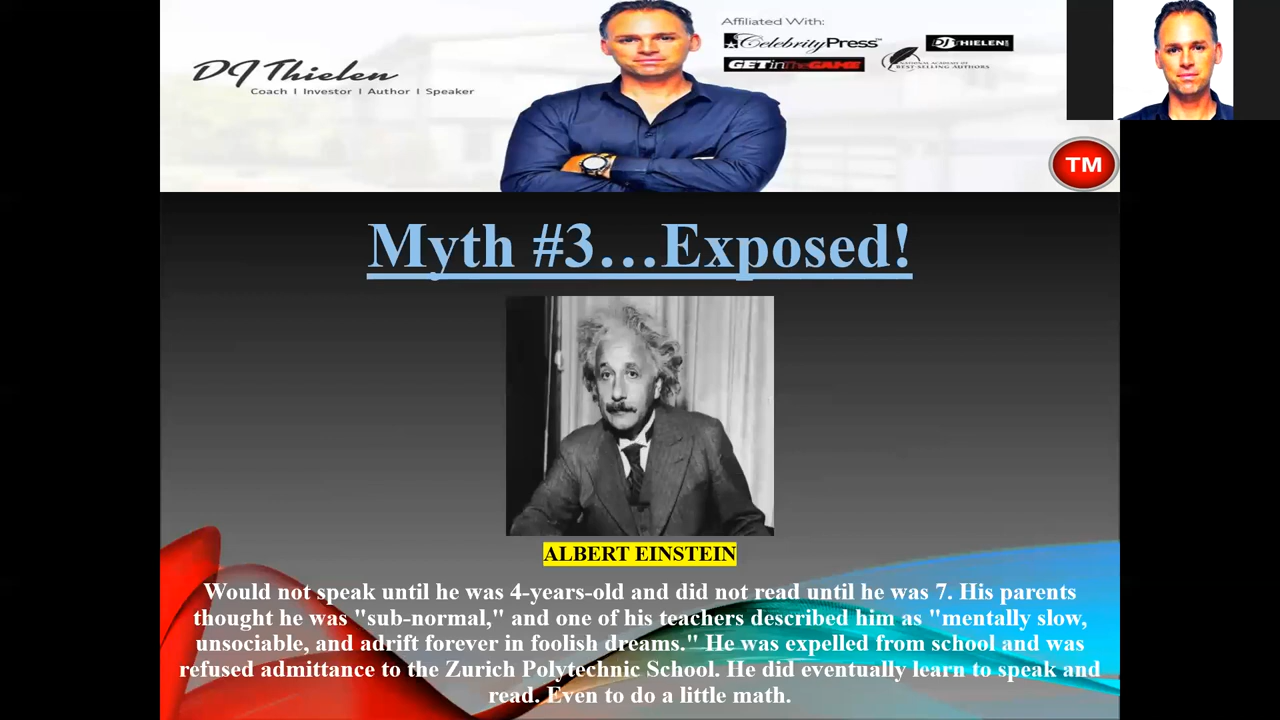 DJ Thielen
Coach I Investor I Author I Speaker
Affiliated With:
CelebrityPress™
DJ THIELEN
GET in THE GAME
NATIONAL ACADEMY OF
BEST-SELLING AUTHORS
TM
Myth #3…Exposed!
ALBERT EINSTEIN
Would not speak until he was 4-years-old and did not read until he was 7. His parents
thought he was "sub-normal," and one of his teachers described him as "mentally slow,
unsociable, and adrift forever in foolish dreams." He was expelled from school and was
refused admittance to the Zurich Polytechnic School. He did eventually learn to speak and
read. Even to do a little math.